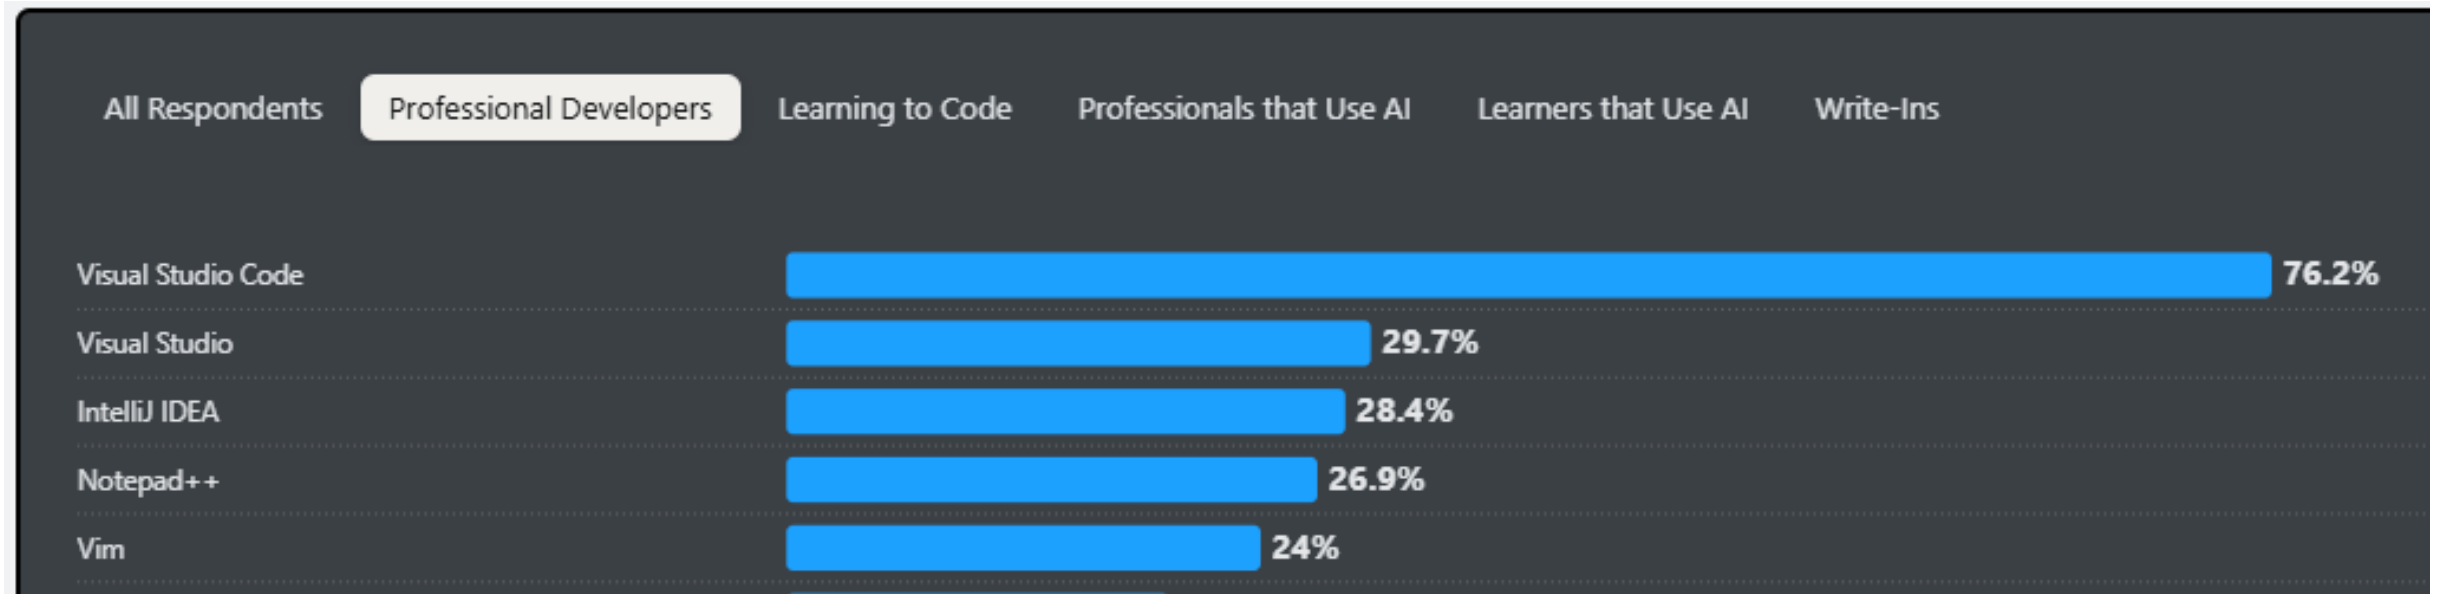 All Respondents Professional Developers Learning to Code Professionals that Use AI Learners that Use AI Write-Ins
Visual Studio Code 76.2%
Visual Studio 29.7%
IntelliJ IDEA 28.4%
Notepad++ 26.9%
Vim 24%